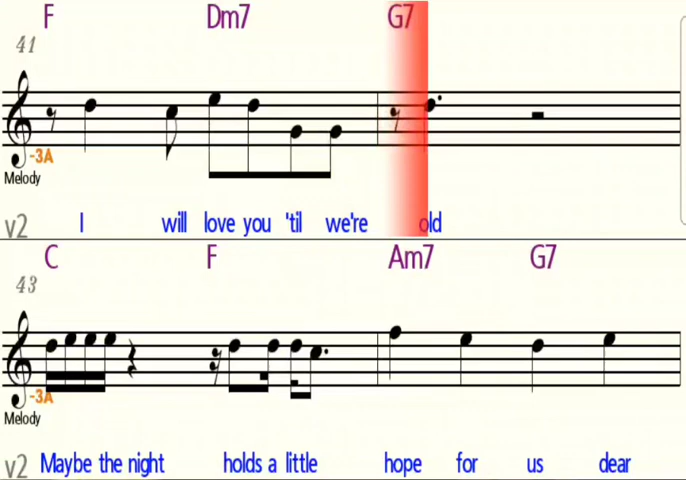 F Dm7 G7
41
-3A
Melody
v2 I will love you 'til we're old
C F Am7 G7
43
-3A
Melody
v2 Maybe the night holds a little hope for us dear